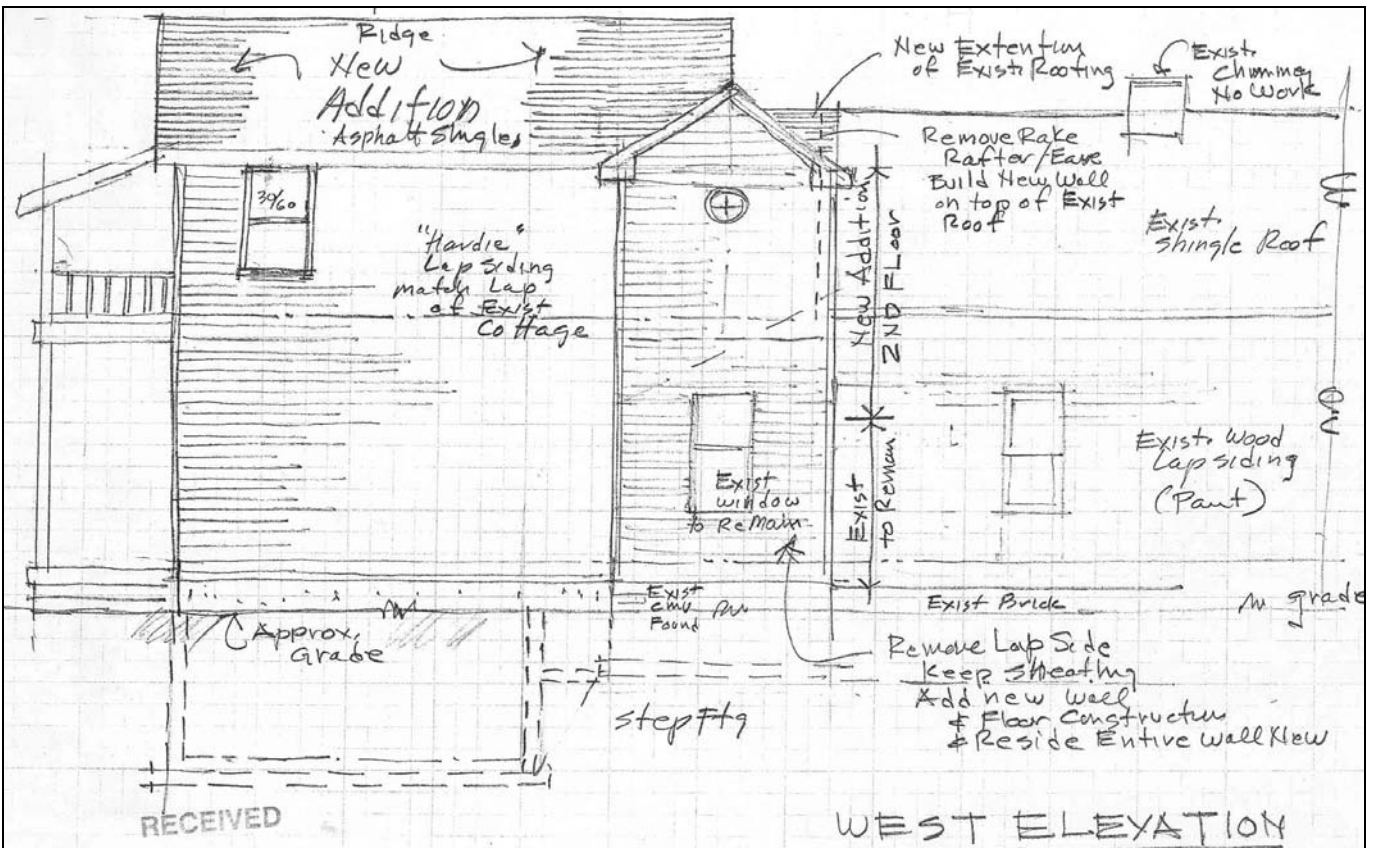 Ridge
New
Addition
Asphalt Shngles
New Extention
of Exist. Roofing
Exist.
Chimney
No Work
Remove Rake
Rafter/Eave
Build New Wall
on top of Exist
Roof
Exist.
Shingle Roof
"Hardie"
Lap Siding
match Lap
of Exist
Cottage
New Addition
2ND FLOOR
Exist
to Remain
Exist
window
to ReMain
Exist. Wood
Lap siding
(Paint)
Exist
CMU
Found
Exist Brick
grade
Approx.
Grade
Step Ftg
Remove Lap Side
Keep Sheating
Add new wall
& Floor Construction
& Reside Entire wall New
RECEIVED
WEST ELEVATION